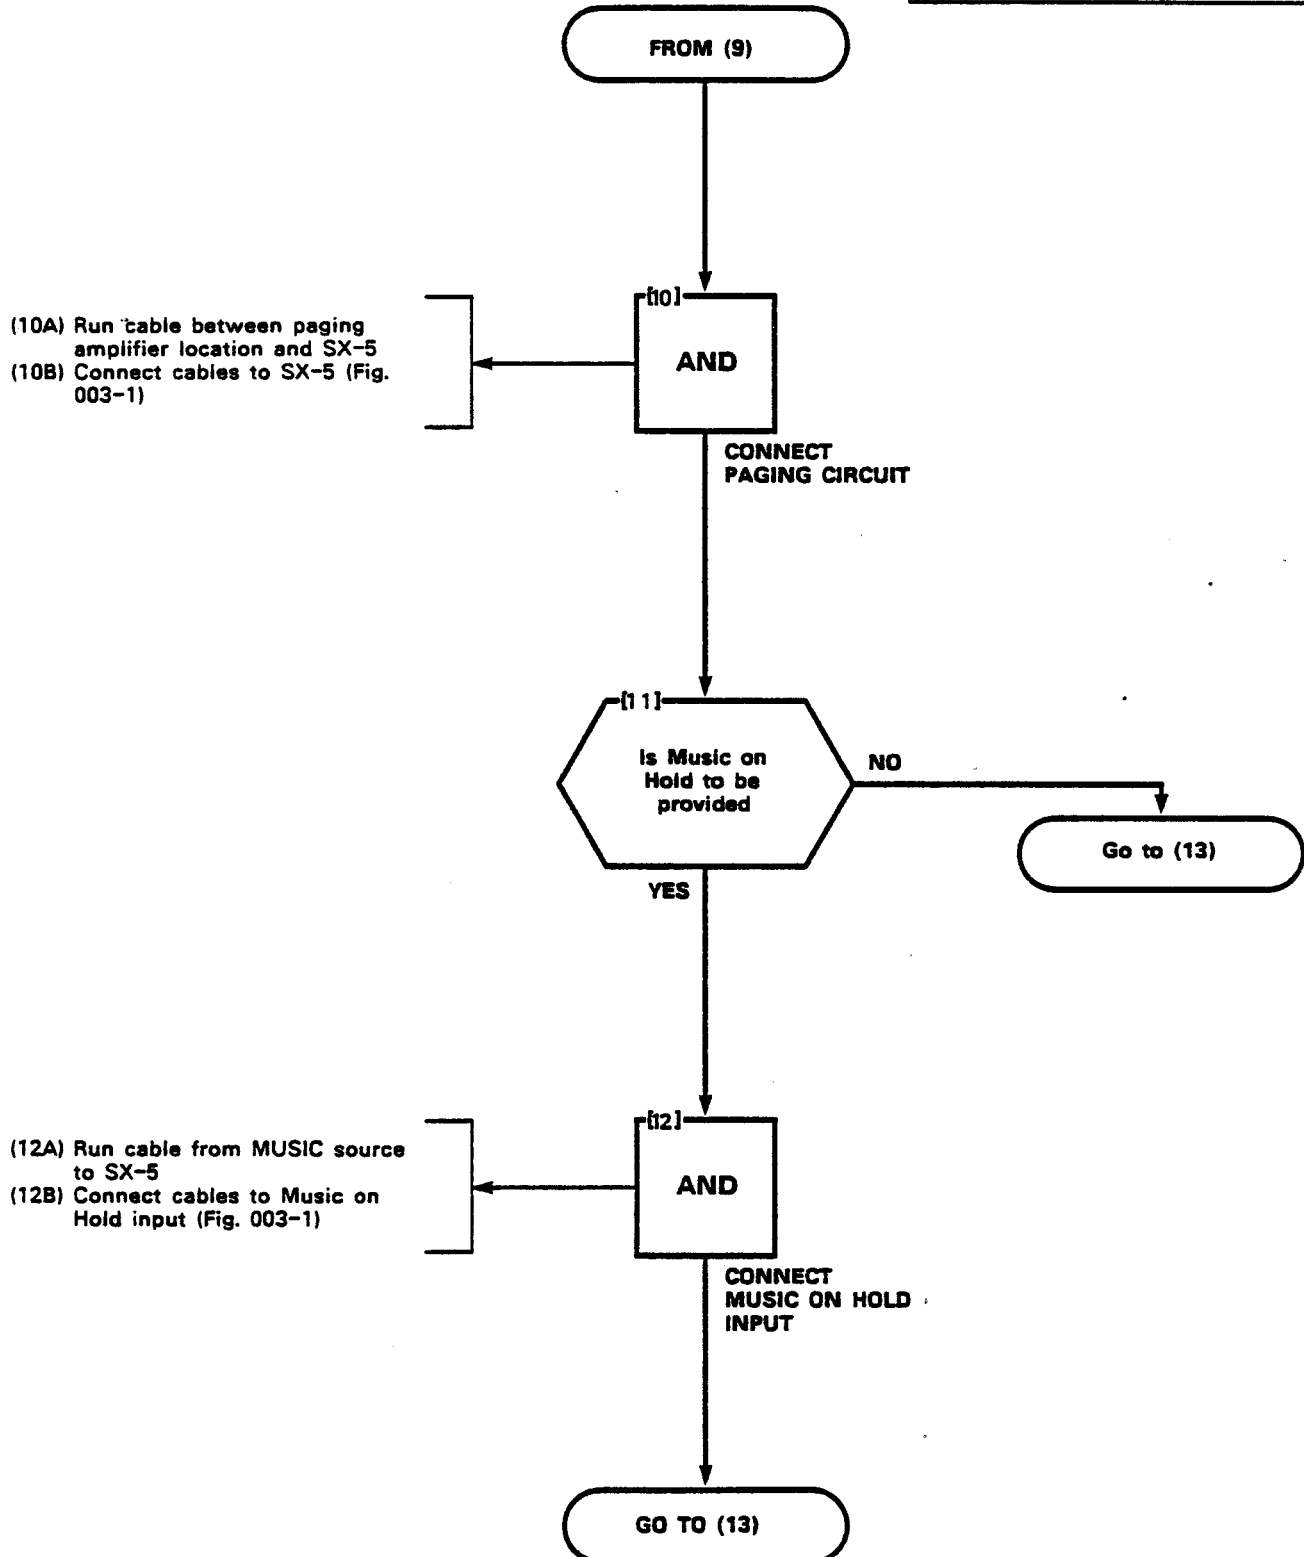 FROM (9)
[10]
AND
(10A) Run cable between paging
amplifier location and SX-5
(10B) Connect cables to SX-5 (Fig.
003-1)
CONNECT
PAGING CIRCUIT
[11]
Is Music on
Hold to be
provided
NO
Go to (13)
YES
[12]
AND
(12A) Run cable from MUSIC source
to SX-5
(12B) Connect cables to Music on
Hold input (Fig. 003-1)
CONNECT
MUSIC ON HOLD
INPUT
GO TO (13)